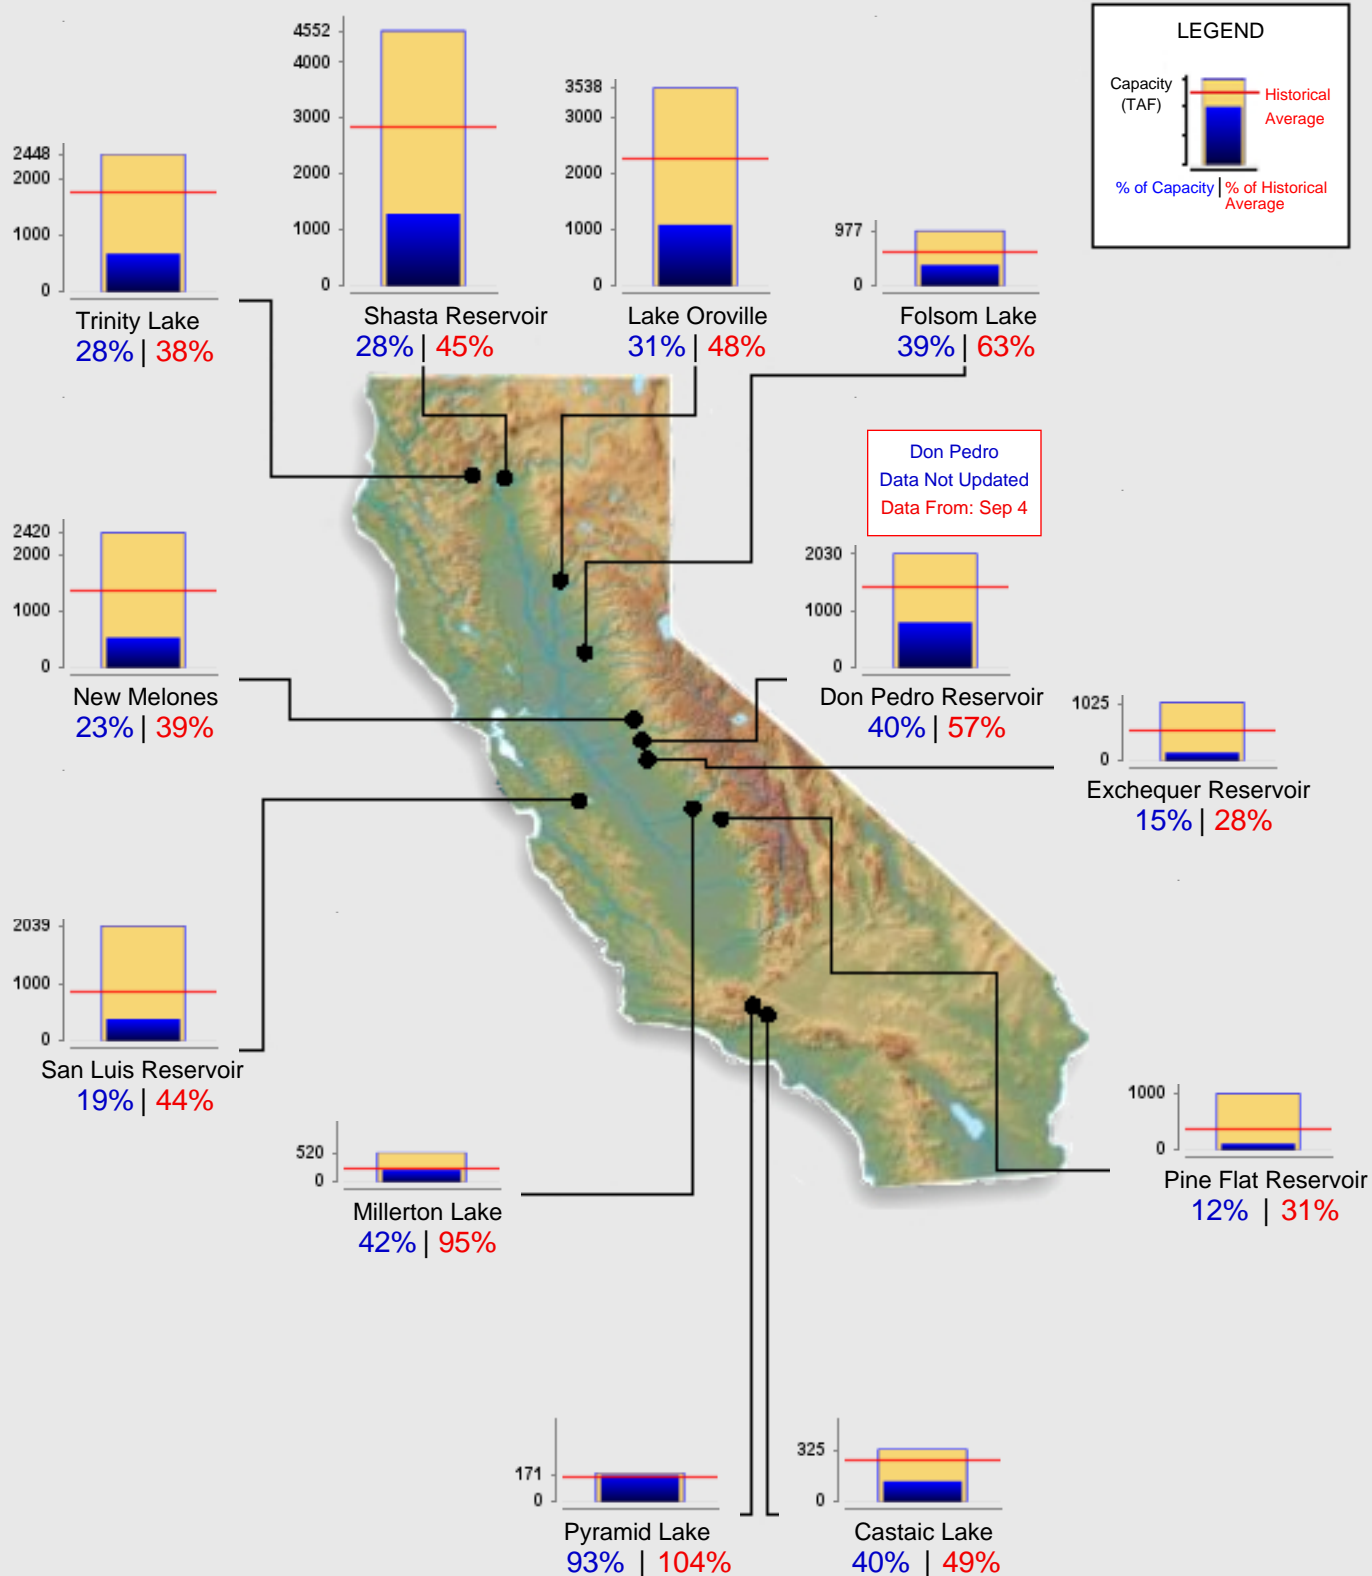 LEGEND
Capacity
(TAF)
Historical
Average
% of Capacity | % of Historical
Average
4552
4000
3000
2000
1000
0
Shasta Reservoir
28% | 45%
3538
3000
2000
1000
0
Lake Oroville
31% | 48%
2448
2000
1000
0
Trinity Lake
28% | 38%
977
0
Folsom Lake
39% | 63%
Don Pedro
Data Not Updated
Data From: Sep 4
2420
2000
1000
0
New Melones
23% | 39%
2030
1000
0
Don Pedro Reservoir
40% | 57%
1025
0
Exchequer Reservoir
15% | 28%
2039
1000
0
San Luis Reservoir
19% | 44%
520
0
Millerton Lake
42% | 95%
1000
0
Pine Flat Reservoir
12% | 31%
171
0
Pyramid Lake
93% | 104%
325
0
Castaic Lake
40% | 49%